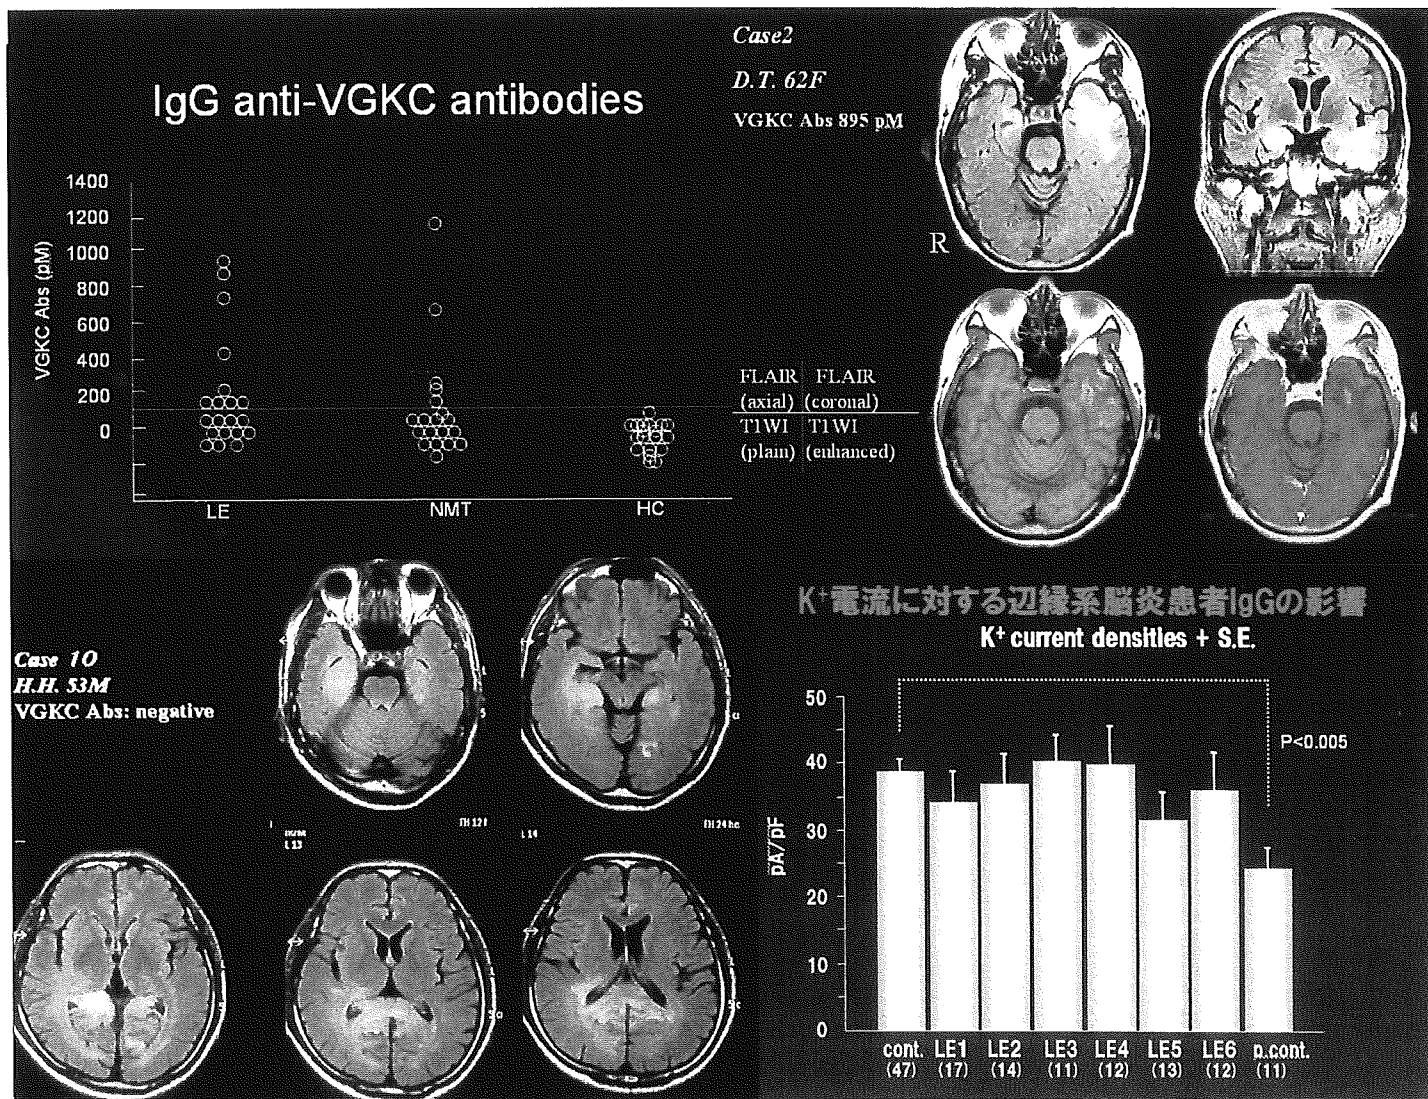 IgG anti-VGKC antibodies
VGKC Abs (pM)
1400
1200
1000
800
600
400
200
0
LE NMT HC
Case2
D.T. 62F
VGKC Abs 895 pM
R
FLAIR FLAIR
(axial) (coronal)
T1WI T1WI
(plain) (enhanced)
Case 10
H.H. 53M
VGKC Abs: negative
L 13
L 14
K+電流に対する辺縁系脳炎患者IgGの影響
K+ current densities + S.E.
pA/pF
50
40
30
20
10
0
P<0.005
cont. LE1 LE2 LE3 LE4 LE5 LE6 p.cont.
(47) (17) (14) (11) (12) (13) (12) (11)